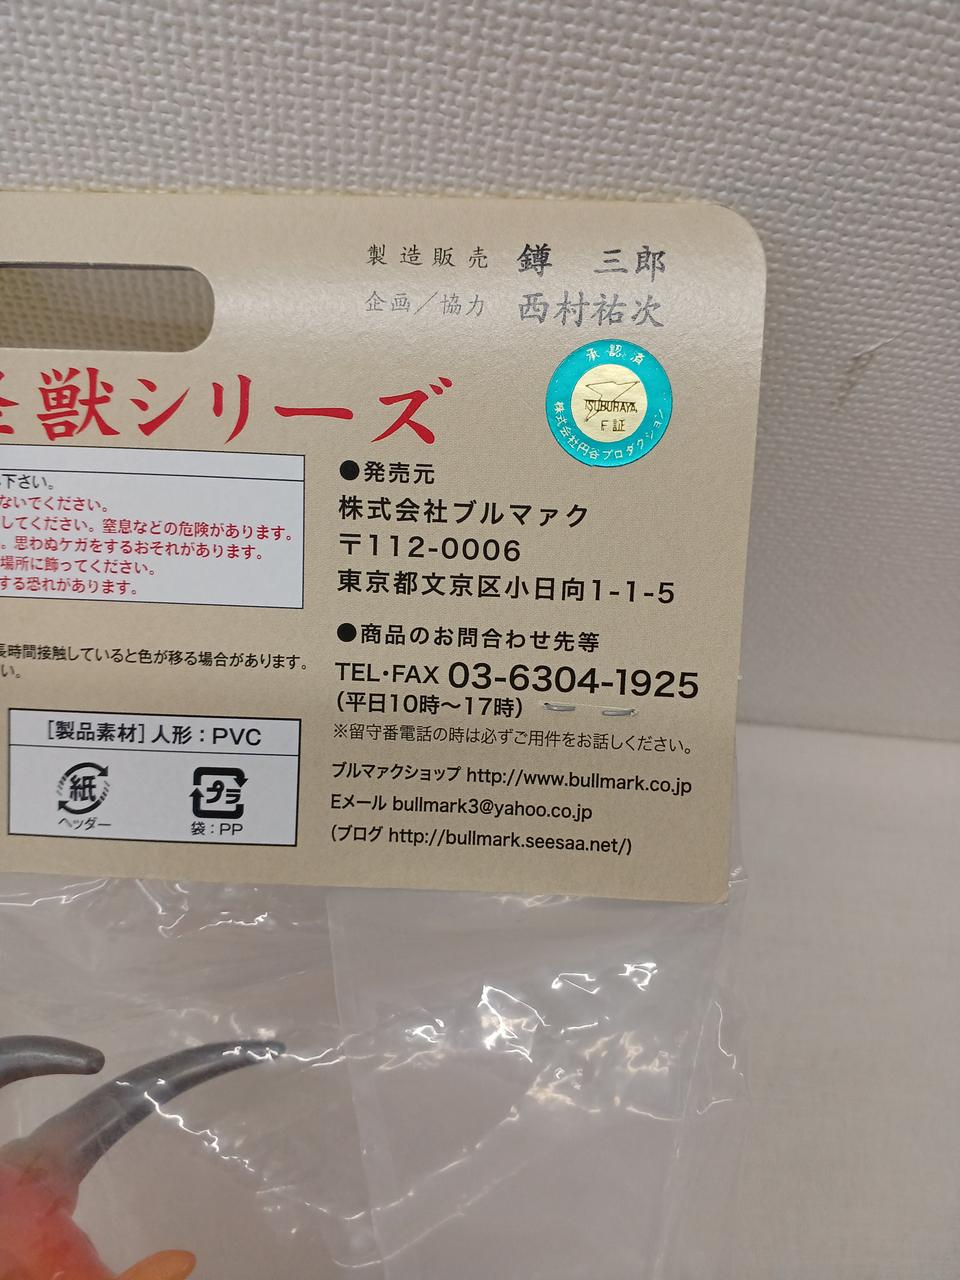 製造販売 鐏 三郎
企画／協力 西村祐次
承認済
TSUBURAYA
F 証
株式会社円谷プロダクション
獣シリーズ
下さい。
ないでください。
してください。窒息などの危険があります。
。思わぬケガをするおそれがあります。
場所に飾ってください。
する恐れがあります。
長時間接触していると色が移る場合があります。
い。
［製品素材］人形：PVC
紙
ヘッダー
プラ
袋：PP
●発売元
株式会社ブルマァク
〒112-0006
東京都文京区小日向1-1-5
●商品のお問合わせ先等
TEL・FAX 03-6304-1925
(平日10時〜17時)
※留守番電話の時は必ずご用件をお話しください。
ブルマァクショップ http://www.bullmark.co.jp
Eメール bullmark3@yahoo.co.jp
(ブログ http://bullmark.seesaa.net/)